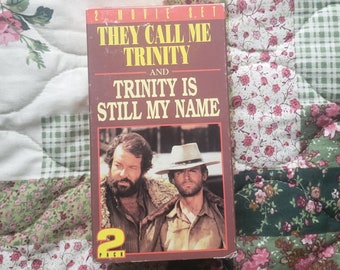 2 MOVIE SET
THEY CALL ME
TRINITY
AND
TRINITY IS
STILL MY NAME
2
PACK